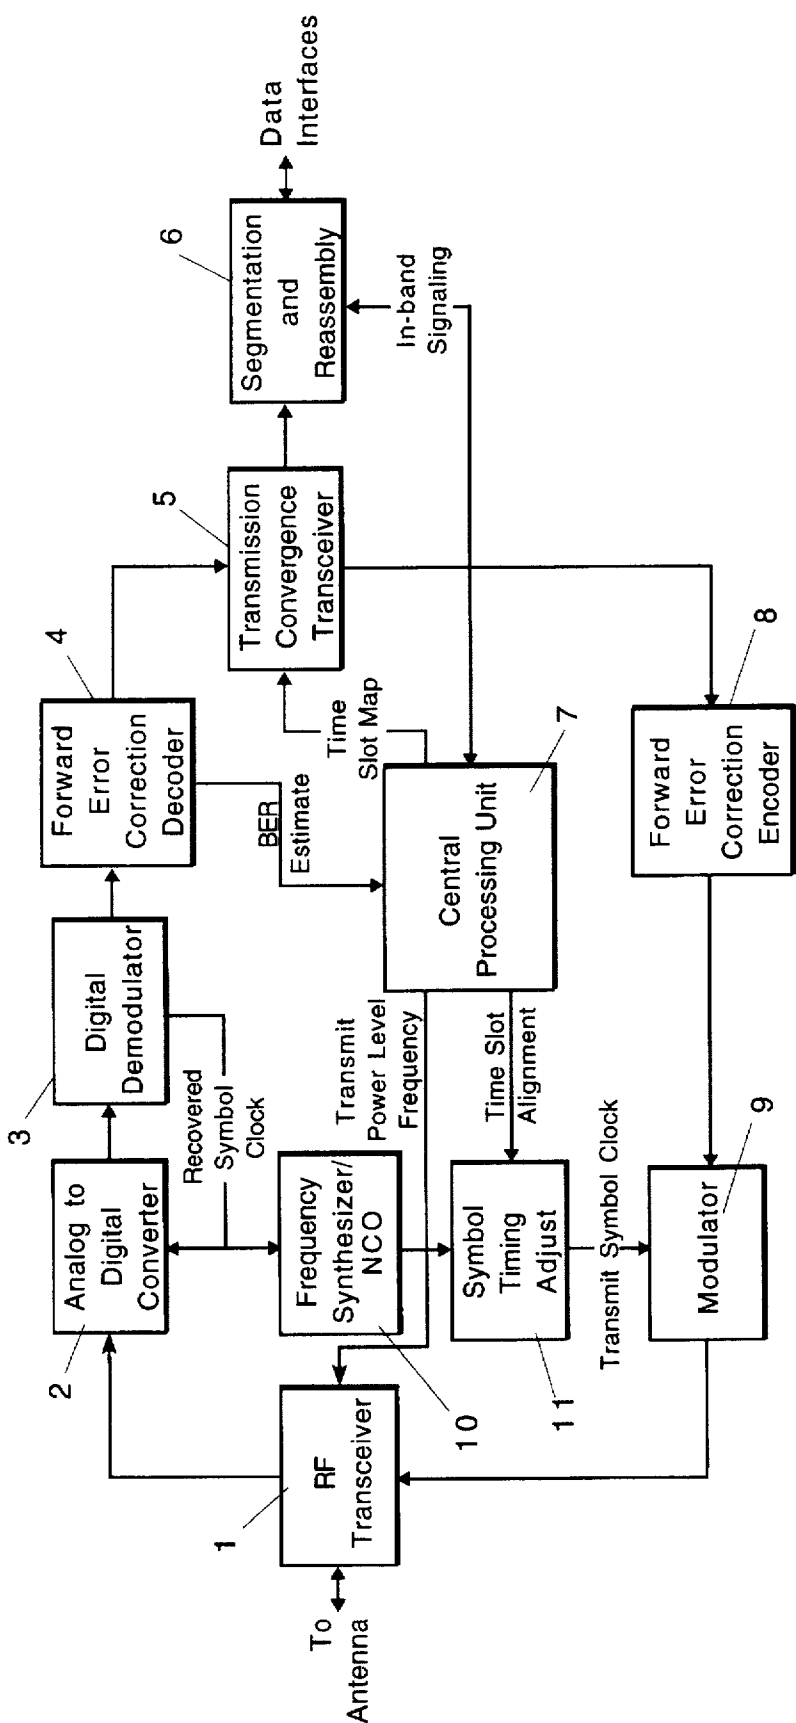 To
Antenna
1
RF
Transceiver
2
Analog to
Digital
Converter
3
Digital
Demodulator
Recovered
Symbol
Clock
4
Forward
Error
Correction
Decoder
BER
Estimate
5
Transmission
Convergence
Transceiver
Time
Slot Map
6
Segmentation
and
Reassembly
Data
Interfaces
In-band
Signaling
7
Central
Processing Unit
Transmit
Power Level
Frequency
Time Slot
Alignment
8
Forward
Error
Correction
Encoder
9
Modulator
10
Frequency
Synthesizer/
NCO
11
Symbol
Timing
Adjust
Transmit Symbol Clock